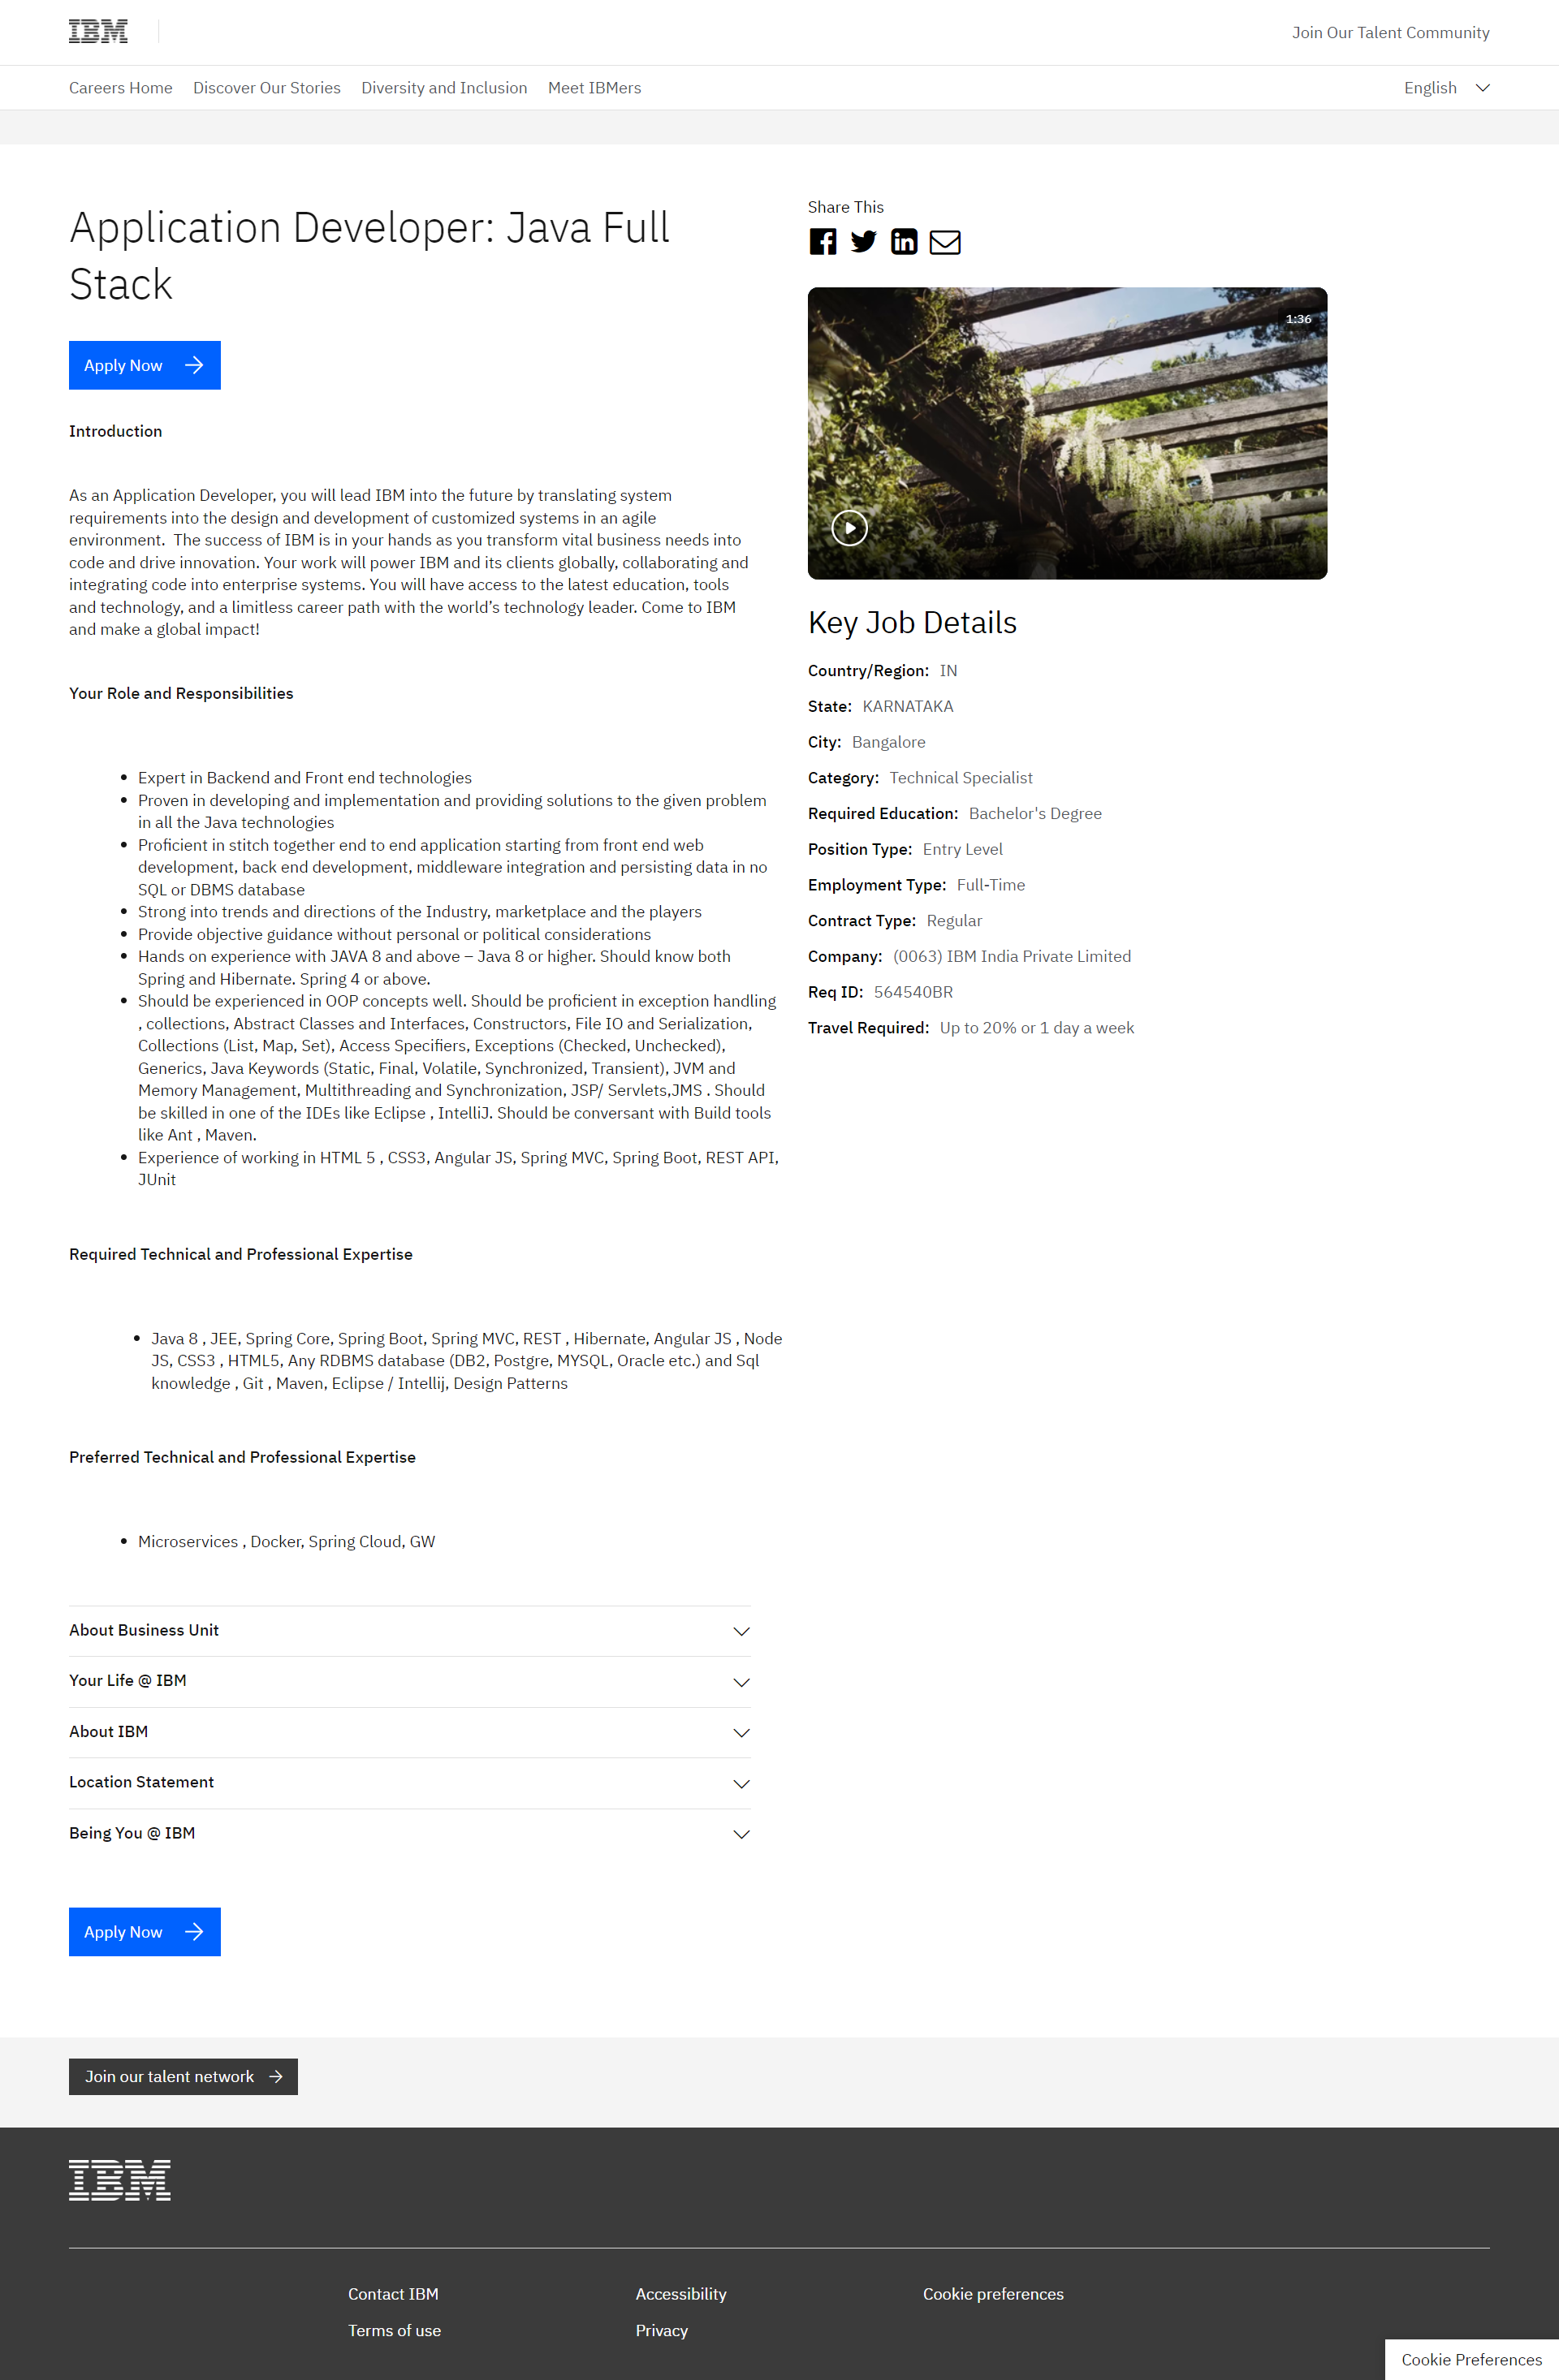 IBM
Join Our Talent Community
Careers Home
Discover Our Stories
Diversity and Inclusion
Meet IBMers
English
Application Developer: Java Full
Stack
Apply Now
Introduction
As an Application Developer, you will lead IBM into the future by translating system
requirements into the design and development of customized systems in an agile
environment.  The success of IBM is in your hands as you transform vital business needs into
code and drive innovation. Your work will power IBM and its clients globally, collaborating and
integrating code into enterprise systems. You will have access to the latest education, tools
and technology, and a limitless career path with the world’s technology leader. Come to IBM
and make a global impact!
Your Role and Responsibilities
• Expert in Backend and Front end technologies
• Proven in developing and implementation and providing solutions to the given problem
in all the Java technologies
• Proficient in stitch together end to end application starting from front end web
development, back end development, middleware integration and persisting data in no
SQL or DBMS database
• Strong into trends and directions of the Industry, marketplace and the players
• Provide objective guidance without personal or political considerations
• Hands on experience with JAVA 8 and above – Java 8 or higher. Should know both
Spring and Hibernate. Spring 4 or above.
• Should be experienced in OOP concepts well. Should be proficient in exception handling
, collections, Abstract Classes and Interfaces, Constructors, File IO and Serialization,
Collections (List, Map, Set), Access Specifiers, Exceptions (Checked, Unchecked),
Generics, Java Keywords (Static, Final, Volatile, Synchronized, Transient), JVM and
Memory Management, Multithreading and Synchronization, JSP/ Servlets,JMS . Should
be skilled in one of the IDEs like Eclipse , IntelliJ. Should be conversant with Build tools
like Ant , Maven.
• Experience of working in HTML 5 , CSS3, Angular JS, Spring MVC, Spring Boot, REST API,
JUnit
Required Technical and Professional Expertise
• Java 8 , JEE, Spring Core, Spring Boot, Spring MVC, REST , Hibernate, Angular JS , Node
JS, CSS3 , HTML5, Any RDBMS database (DB2, Postgre, MYSQL, Oracle etc.) and Sql
knowledge , Git , Maven, Eclipse / Intellij, Design Patterns
Preferred Technical and Professional Expertise
• Microservices , Docker, Spring Cloud, GW
About Business Unit
Your Life @ IBM
About IBM
Location Statement
Being You @ IBM
Apply Now
Share This
1:36
Key Job Details
Country/Region: IN
State: KARNATAKA
City: Bangalore
Category: Technical Specialist
Required Education: Bachelor's Degree
Position Type: Entry Level
Employment Type: Full-Time
Contract Type: Regular
Company: (0063) IBM India Private Limited
Req ID: 564540BR
Travel Required: Up to 20% or 1 day a week
Join our talent network
IBM
Contact IBM
Accessibility
Cookie preferences
Terms of use
Privacy
Cookie Preferences